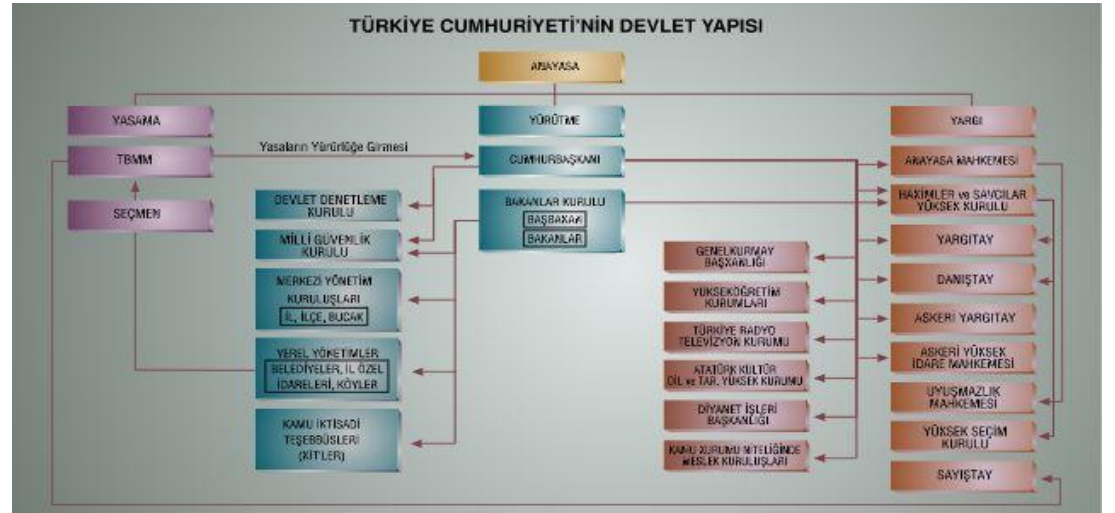 TÜRKİYE CUMHURİYETİ'NİN DEVLET YAPISI
ANAYASA
YASAMA
YÜRÜTME
YARGI
TBMM
Yasaların Yürürlüğe Girmesi
CUMHURBAŞKANI
ANAYASA MAHKEMESİ
SEÇMEN
DEVLET DENETLEME
KURULU
BAKANLAR KURULU
BAŞBAKAN
BAKANLAR
HAKİMLER ve SAVCILAR
YÜKSEK KURULU
MİLLİ GÜVENLİK
KURULU
YARGITAY
GENELKURMAY
BAŞKANLIĞI
DANIŞTAY
MERKEZİ YÖNETİM
KURULUŞLARI
İL, İLÇE, BUCAK
YÜKSEKÖĞRETİM
KURUMLARI
ASKERİ YARGITAY
TÜRKİYE RADYO
TELEVİZYON KURUMU
ASKERİ YÜKSEK
İDARE MAHKEMESİ
YEREL YÖNETİMLER
BELEDİYELER, İL ÖZEL
İDARELERİ, KÖYLER
ATATÜRK KÜLTÜR
DİL ve TAR. YÜKSEK KURUMU
UYUŞMAZLIK
MAHKEMESİ
DİYANET İŞLERİ
BAŞKANLIĞI
KAMU İKTİSADİ
TEŞEBBÜSLERİ
(KİT'LER)
YÜKSEK SEÇİM
KURULU
KAMU KURUMU NİTELİĞİNDE
MESLEK KURULUŞLARI
SAYIŞTAY